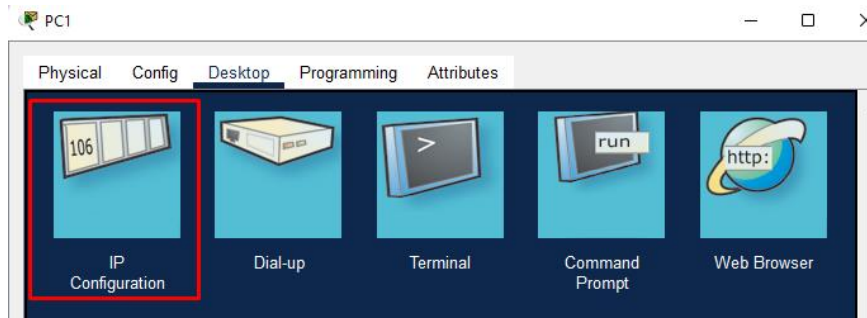 PC1
Physical Config Desktop Programming Attributes
106
>
run
http:
IP
Configuration
Dial-up
Terminal
Command
Prompt
Web Browser